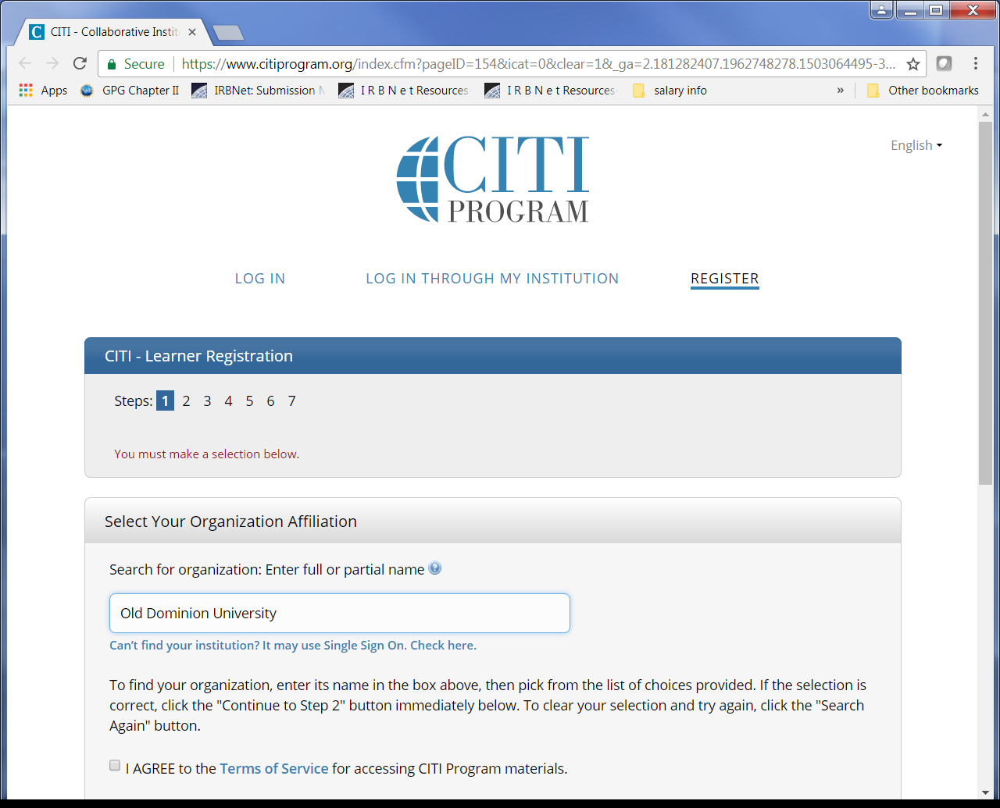 CITI - Collaborative Instit
Secure https://www.citiprogram.org/index.cfm?pageID=154&icat=0&clear=1&_ga=2.181282407.1962748278.1503064495-3...
Apps GPG Chapter II IRBNet: Submission I R B N e t Resources I R B N e t Resources salary info » Other bookmarks
English
CITI
PROGRAM
LOG IN LOG IN THROUGH MY INSTITUTION REGISTER
CITI - Learner Registration
Steps: 1 2 3 4 5 6 7
You must make a selection below.
Select Your Organization Affiliation
Search for organization: Enter full or partial name
Old Dominion University
Can't find your institution? It may use Single Sign On. Check here.
To find your organization, enter its name in the box above, then pick from the list of choices provided. If the selection is
correct, click the "Continue to Step 2" button immediately below. To clear your selection and try again, click the "Search
Again" button.
I AGREE to the Terms of Service for accessing CITI Program materials.